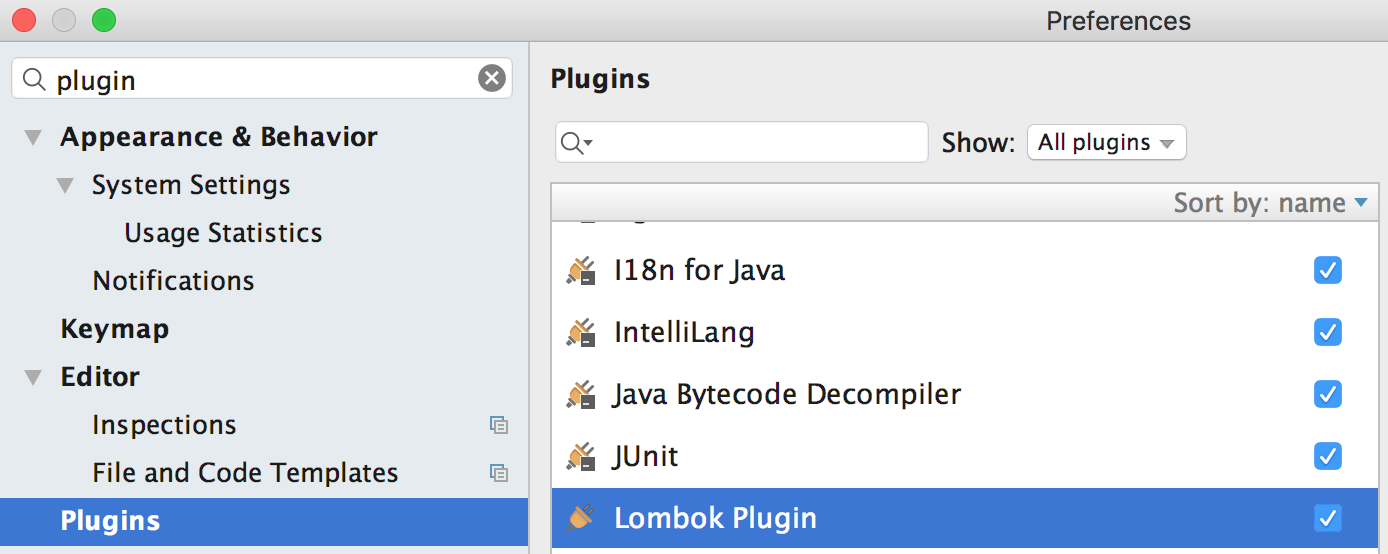 Preferences
plugin
Appearance & Behavior
System Settings
Usage Statistics
Notifications
Keymap
Editor
Inspections
File and Code Templates
Plugins
Plugins
Show: All plugins
Sort by: name
I18n for Java
IntelliLang
Java Bytecode Decompiler
JUnit
Lombok Plugin